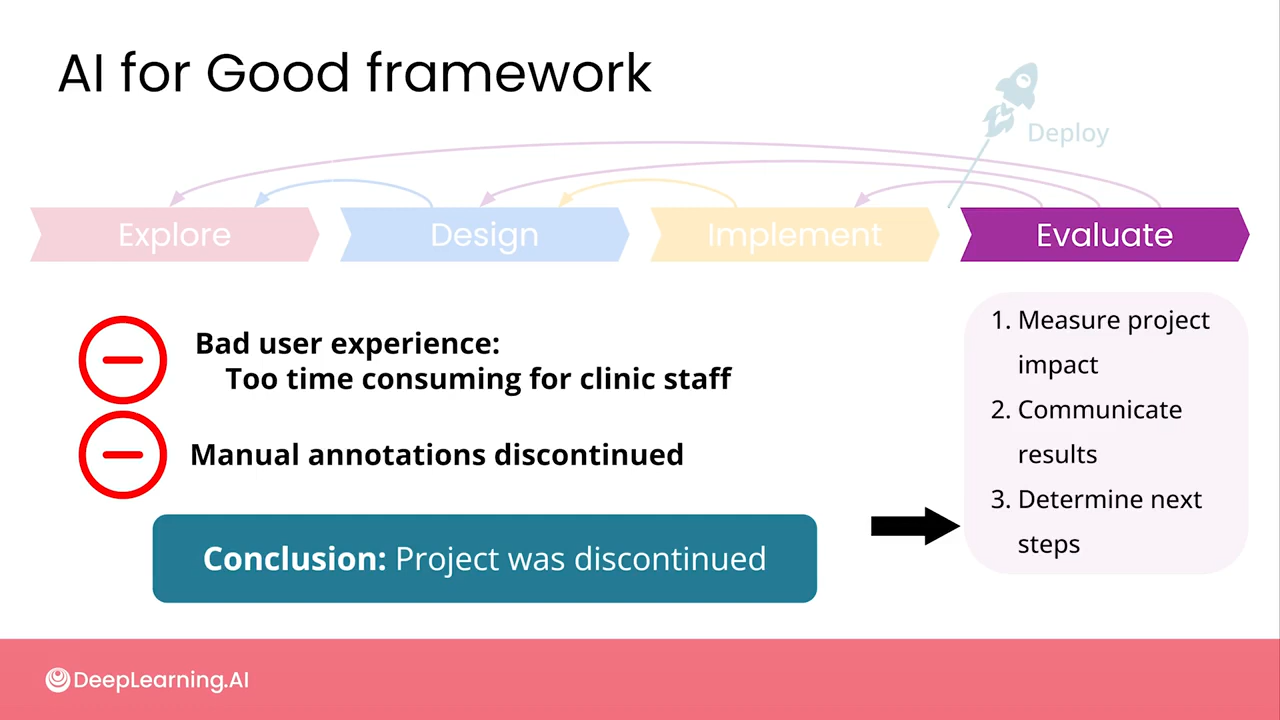 AI for Good framework
Deploy
Explore
Design
Implement
Evaluate
Bad user experience:
Too time consuming for clinic staff
Manual annotations discontinued
Conclusion: Project was discontinued
1. Measure project
impact
2. Communicate
results
3. Determine next
steps
DeepLearning.AI